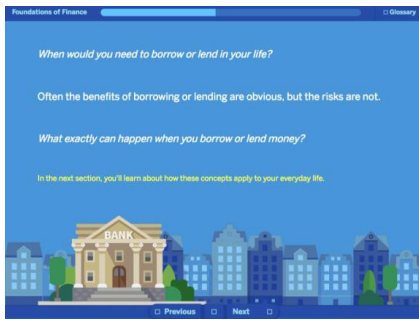 Foundations of Finance
Glossary
When would you need to borrow or lend in your life?
Often the benefits of borrowing or lending are obvious, but the risks are not.
What exactly can happen when you borrow or lend money?
In the next section, you'll learn about how these concepts apply to your everyday life.
BANK
Previous
Next